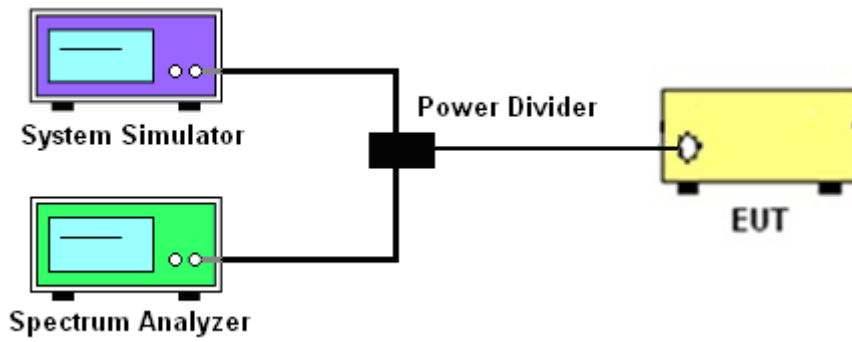 System Simulator
Power Divider
EUT
Spectrum Analyzer